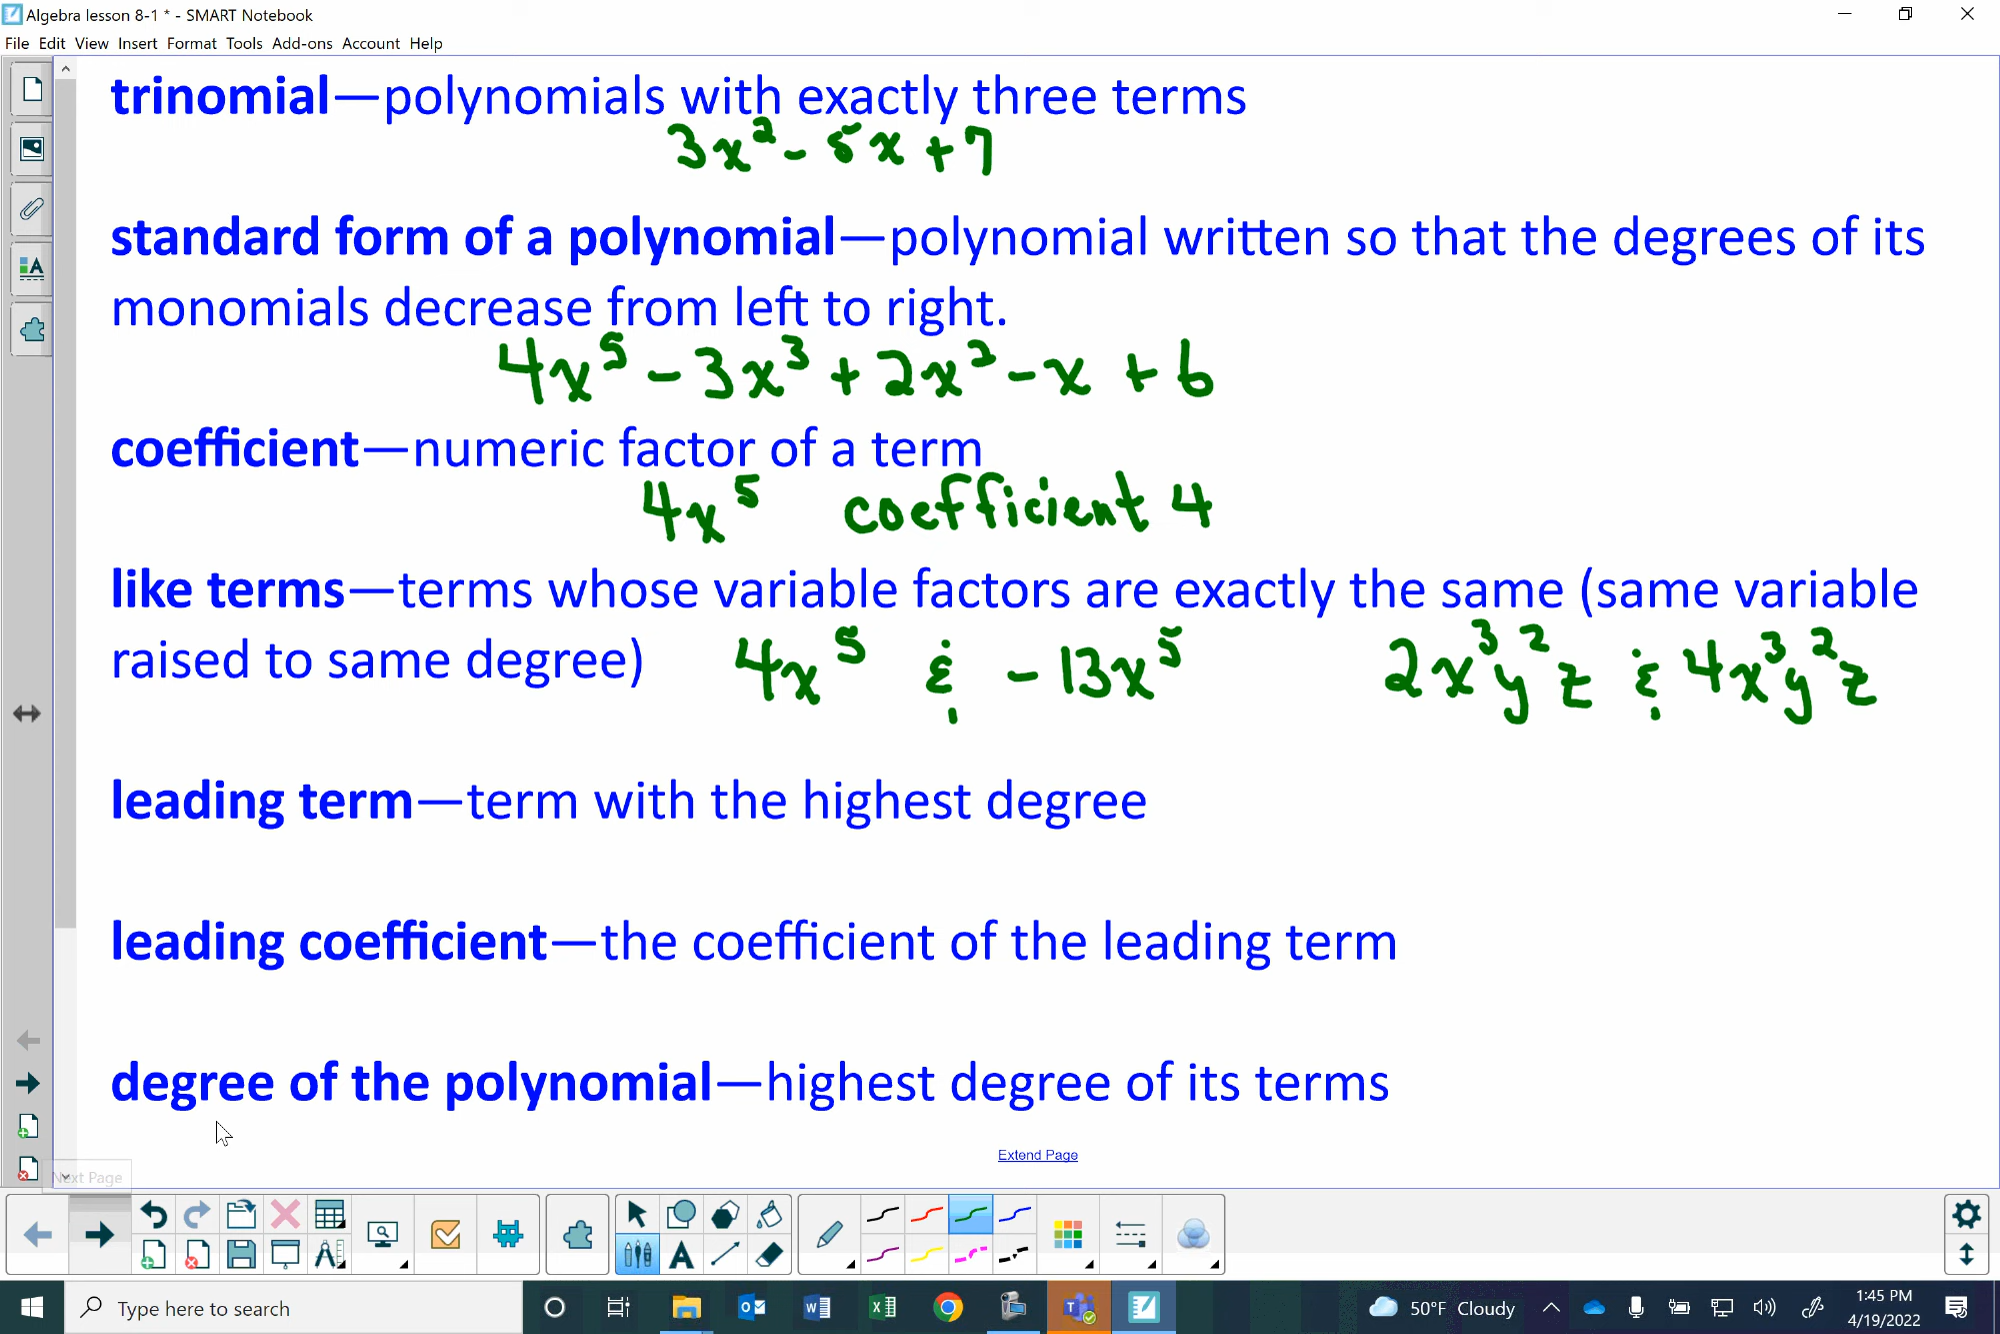 Algebra lesson 8-1 * - SMART Notebook
File Edit View Insert Format Tools Add-ons Account Help
trinomial—polynomials with exactly three terms
3x² - 5x + 7
standard form of a polynomial—polynomial written so that the degrees of its
monomials decrease from left to right.
4x⁵ - 3x³ + 2x² - x + 6
coefficient—numeric factor of a term
4x⁵ coefficient 4
like terms—terms whose variable factors are exactly the same (same variable
raised to same degree) 4x⁵ & -13x⁵ 2x³y²z & 4x³y²z
leading term—term with the highest degree
leading coefficient—the coefficient of the leading term
degree of the polynomial—highest degree of its terms
Extend Page
Next Page
Type here to search
50°F Cloudy
1:45 PM
4/19/2022